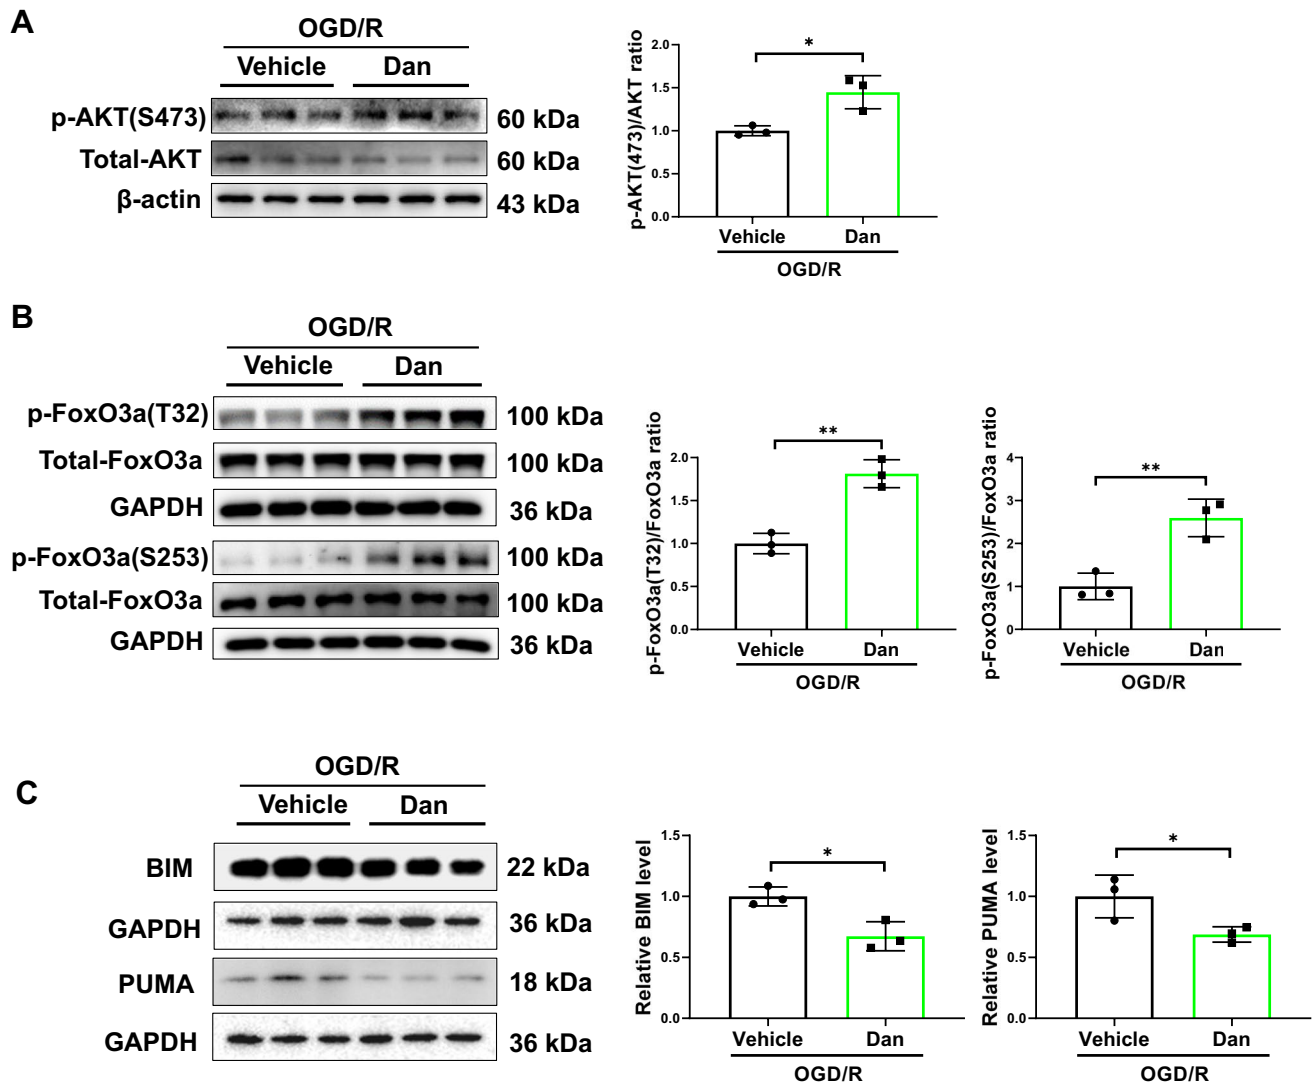 A
OGD/R
Vehicle Dan
p-AKT(S473) 60 kDa
Total-AKT 60 kDa
β-actin 43 kDa
p-AKT(473)/AKT ratio
2.0
1.5
1.0
0.5
0.0
*
Vehicle Dan
OGD/R
B
OGD/R
Vehicle Dan
p-FoxO3a(T32) 100 kDa
Total-FoxO3a 100 kDa
GAPDH 36 kDa
p-FoxO3a(S253) 100 kDa
Total-FoxO3a 100 kDa
GAPDH 36 kDa
p-FoxO3a(T32)/FoxO3a ratio
2.0
1.5
1.0
0.5
0.0
**
Vehicle Dan
OGD/R
p-FoxO3a(S253)/FoxO3a ratio
4
3
2
1
0
**
Vehicle Dan
OGD/R
C
OGD/R
Vehicle Dan
BIM 22 kDa
GAPDH 36 kDa
PUMA 18 kDa
GAPDH 36 kDa
Relative BIM level
1.5
1.0
0.5
0.0
*
Vehicle Dan
OGD/R
Relative PUMA level
1.5
1.0
0.5
0.0
*
Vehicle Dan
OGD/R